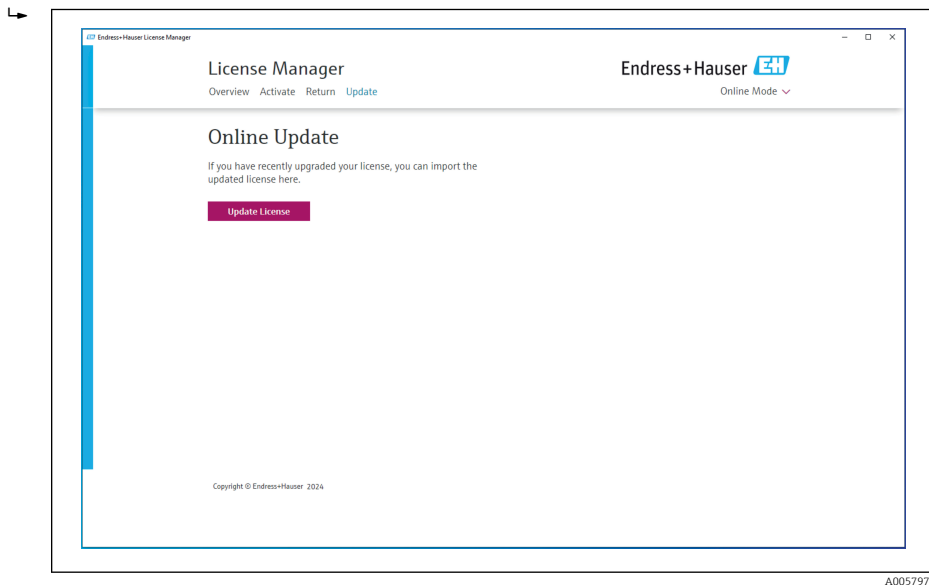 Endress+Hauser License Manager
License Manager
Endress+Hauser
Overview Activate Return Update
Online Mode
Online Update
If you have recently upgraded your license, you can import the
updated license here.
Update License
Copyright © Endress+Hauser 2024
A005797